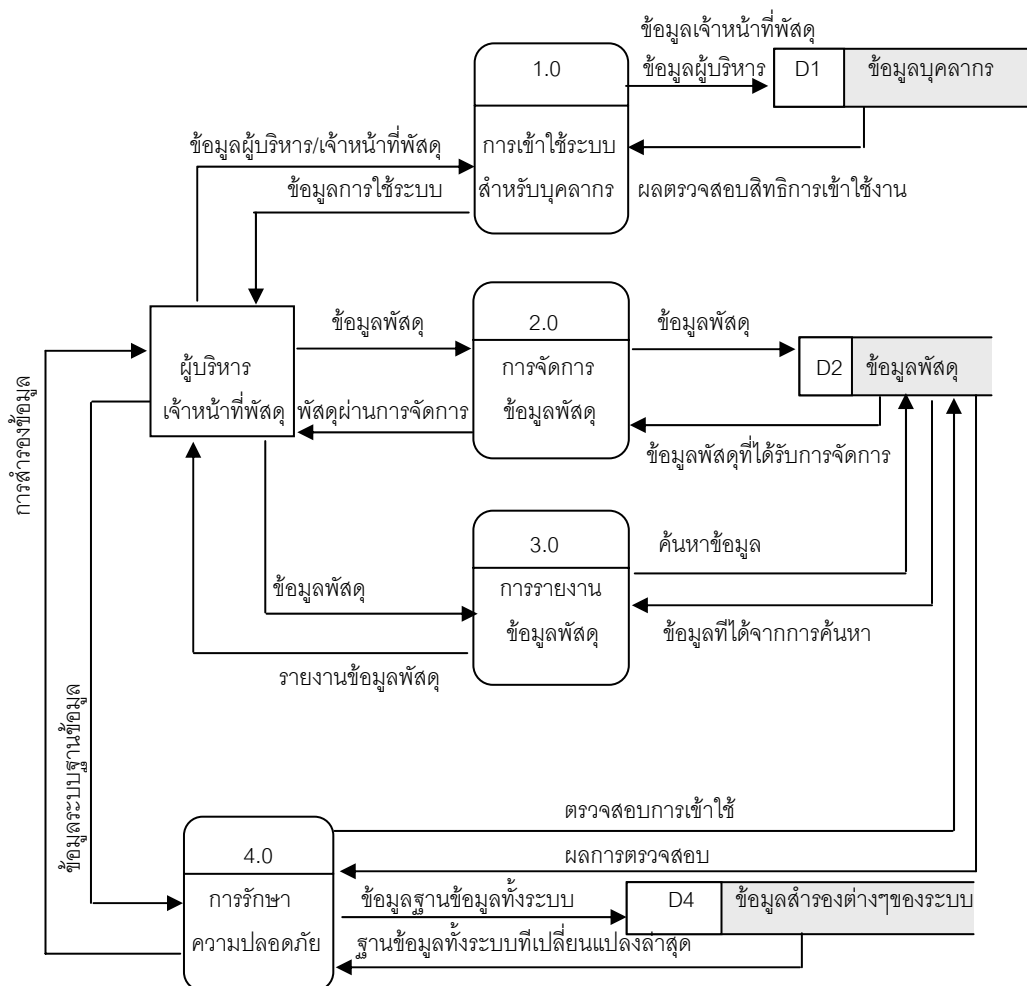 ข้อมูลเจ้าหน้าที่พัสดุ
ข้อมูลผู้บริหาร
1.0
D1
ข้อมูลบุคลากร
ข้อมูลผู้บริหาร/เจ้าหน้าที่พัสดุ
การเข้าใช้ระบบ
สำหรับบุคลากร
ข้อมูลการใช้ระบบ
ผลตรวจสอบสิทธิการเข้าใช้งาน
ข้อมูลพัสดุ
2.0
ข้อมูลพัสดุ
ผู้บริหาร
เจ้าหน้าที่พัสดุ
การจัดการ
ข้อมูลพัสดุ
D2
ข้อมูลพัสดุ
พัสดุผ่านการจัดการ
ข้อมูลพัสดุที่ได้รับการจัดการ
การสำรองข้อมูล
3.0
ค้นหาข้อมูล
ข้อมูลพัสดุ
การรายงาน
ข้อมูลพัสดุ
ข้อมูลทีได้จากการค้นหา
รายงานข้อมูลพัสดุ
ข้อมูลระบบฐานข้อมูล
ตรวจสอบการเข้าใช้
4.0
ผลการตรวจสอบ
การรักษา
ความปลอดภัย
ข้อมูลฐานข้อมูลทั้งระบบ
D4
ข้อมูลสำรองต่างๆของระบบ
ฐานข้อมูลทั้งระบบทีเปลี่ยนแปลงล่าสุด